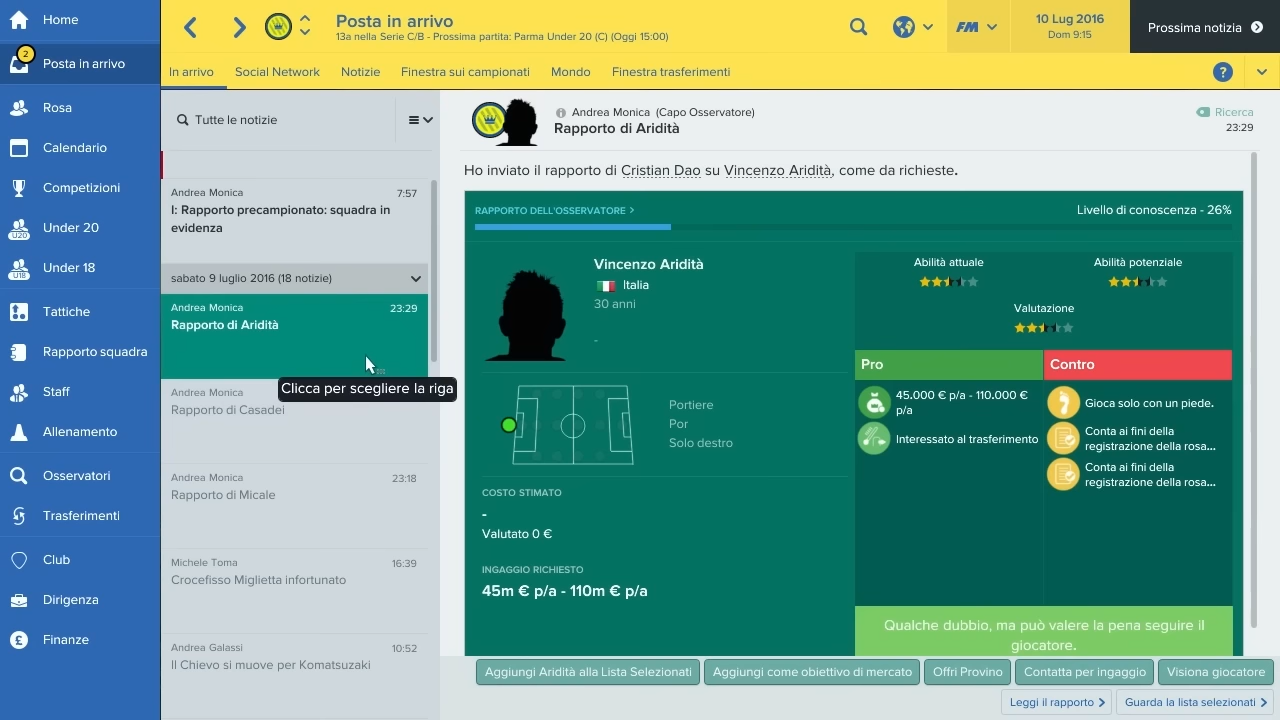 Home
2
Posta in arrivo
Rosa
Calendario
Competizioni
U20
Under 20
U18
Under 18
Tattiche
Rapporto squadra
Staff
Allenamento
Osservatori
Trasferimenti
Club
Dirigenza
£
Finanze
Posta in arrivo
13a nella Serie C/B - Prossima partita: Parma Under 20 (C) (Oggi 15:00)
FM
10 Lug 2016
Dom 9:15
Prossima notizia
In arrivo
Social Network
Notizie
Finestra sui campionati
Mondo
Finestra trasferimenti
?
Tutte le notizie
Andrea Monica 7:57
I: Rapporto precampionato: squadra in
evidenza
sabato 9 luglio 2016 (18 notizie)
Andrea Monica 23:29
Rapporto di Aridità
Clicca per scegliere la riga
Andrea Monica
Rapporto di Casadei
Andrea Monica 23:18
Rapporto di Micale
Michele Toma 16:39
Crocefisso Miglietta infortunato
Andrea Galassi 10:52
Il Chievo si muove per Komatsuzaki
Andrea Monica (Capo Osservatore)
Rapporto di Aridità
Ricerca
23:29
Ho inviato il rapporto di Cristian Dao su Vincenzo Aridità, come da richieste.
RAPPORTO DELL'OSSERVATORE >
Livello di conoscenza - 26%
Vincenzo Aridità
Italia
30 anni
-
Portiere
Por
Solo destro
COSTO STIMATO
-
Valutato 0 €
INGAGGIO RICHIESTO
45m € p/a - 110m € p/a
Abilità attuale
Abilità potenziale
Valutazione
Pro
Contro
45.000 € p/a - 110.000 €
p/a
Interessato al trasferimento
Gioca solo con un piede.
Conta ai fini della
registrazione della rosa...
Conta ai fini della
registrazione della rosa...
Qualche dubbio, ma può valere la pena seguire il
giocatore.
Aggiungi Aridità alla Lista Selezionati
Aggiungi come obiettivo di mercato
Offri Provino
Contatta per ingaggio
Visiona giocatore
Leggi il rapporto >
Guarda la lista selezionati >